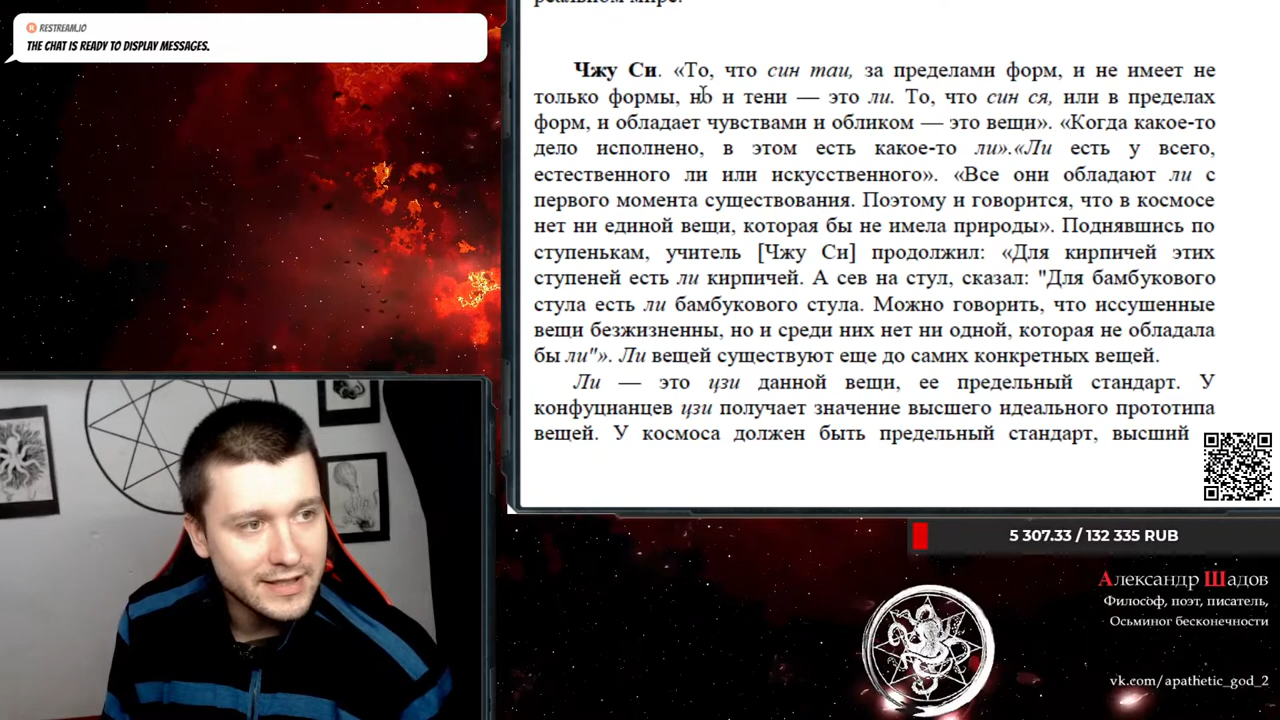 RESTREAM.IO
THE CHAT IS READY TO DISPLAY MESSAGES.
реальном мире.
Чжу Си. «То, что син таи, за пределами форм, и не имеет не
только формы, но и тени — это ли. То, что син ся, или в пределах
форм, и обладает чувствами и обликом — это вещи». «Когда какое-то
дело исполнено, в этом есть какое-то ли».«Ли есть у всего,
естественного ли или искусственного». «Все они обладают ли с
первого момента существования. Поэтому и говорится, что в космосе
нет ни единой вещи, которая бы не имела природы». Поднявшись по
ступенькам, учитель [Чжу Си] продолжил: «Для кирпичей этих
ступеней есть ли кирпичей. А сев на стул, сказал: "Для бамбукового
стула есть ли бамбукового стула. Можно говорить, что иссушенные
вещи безжизненны, но и среди них нет ни одной, которая не обладала
бы ли"». Ли вещей существуют еще до самих конкретных вещей.
Ли — это цзи данной вещи, ее предельный стандарт. У
конфуцианцев цзи получает значение высшего идеального прототипа
вещей. У космоса должен быть предельный стандарт, высший
5 307.33 / 132 335 RUB
Александр Шадов
Философ, поэт, писатель,
Осьминог бесконечности
vk.com/apathetic_god_2